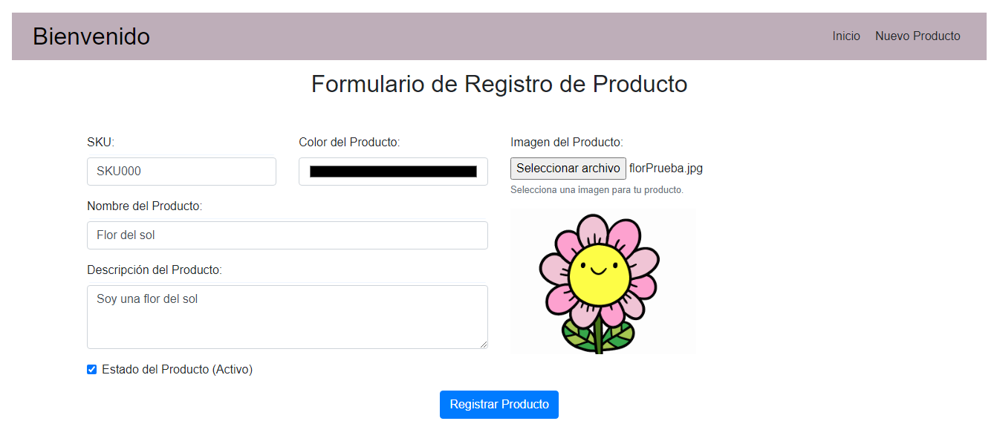 Bienvenido
Inicio Nuevo Producto
Formulario de Registro de Producto
SKU: Color del Producto: Imagen del Producto:
SKU000 Seleccionar archivo florPrueba.jpg
Selecciona una imagen para tu producto.
Nombre del Producto:
Flor del sol
Descripción del Producto:
Soy una flor del sol
Estado del Producto (Activo)
Registrar Producto